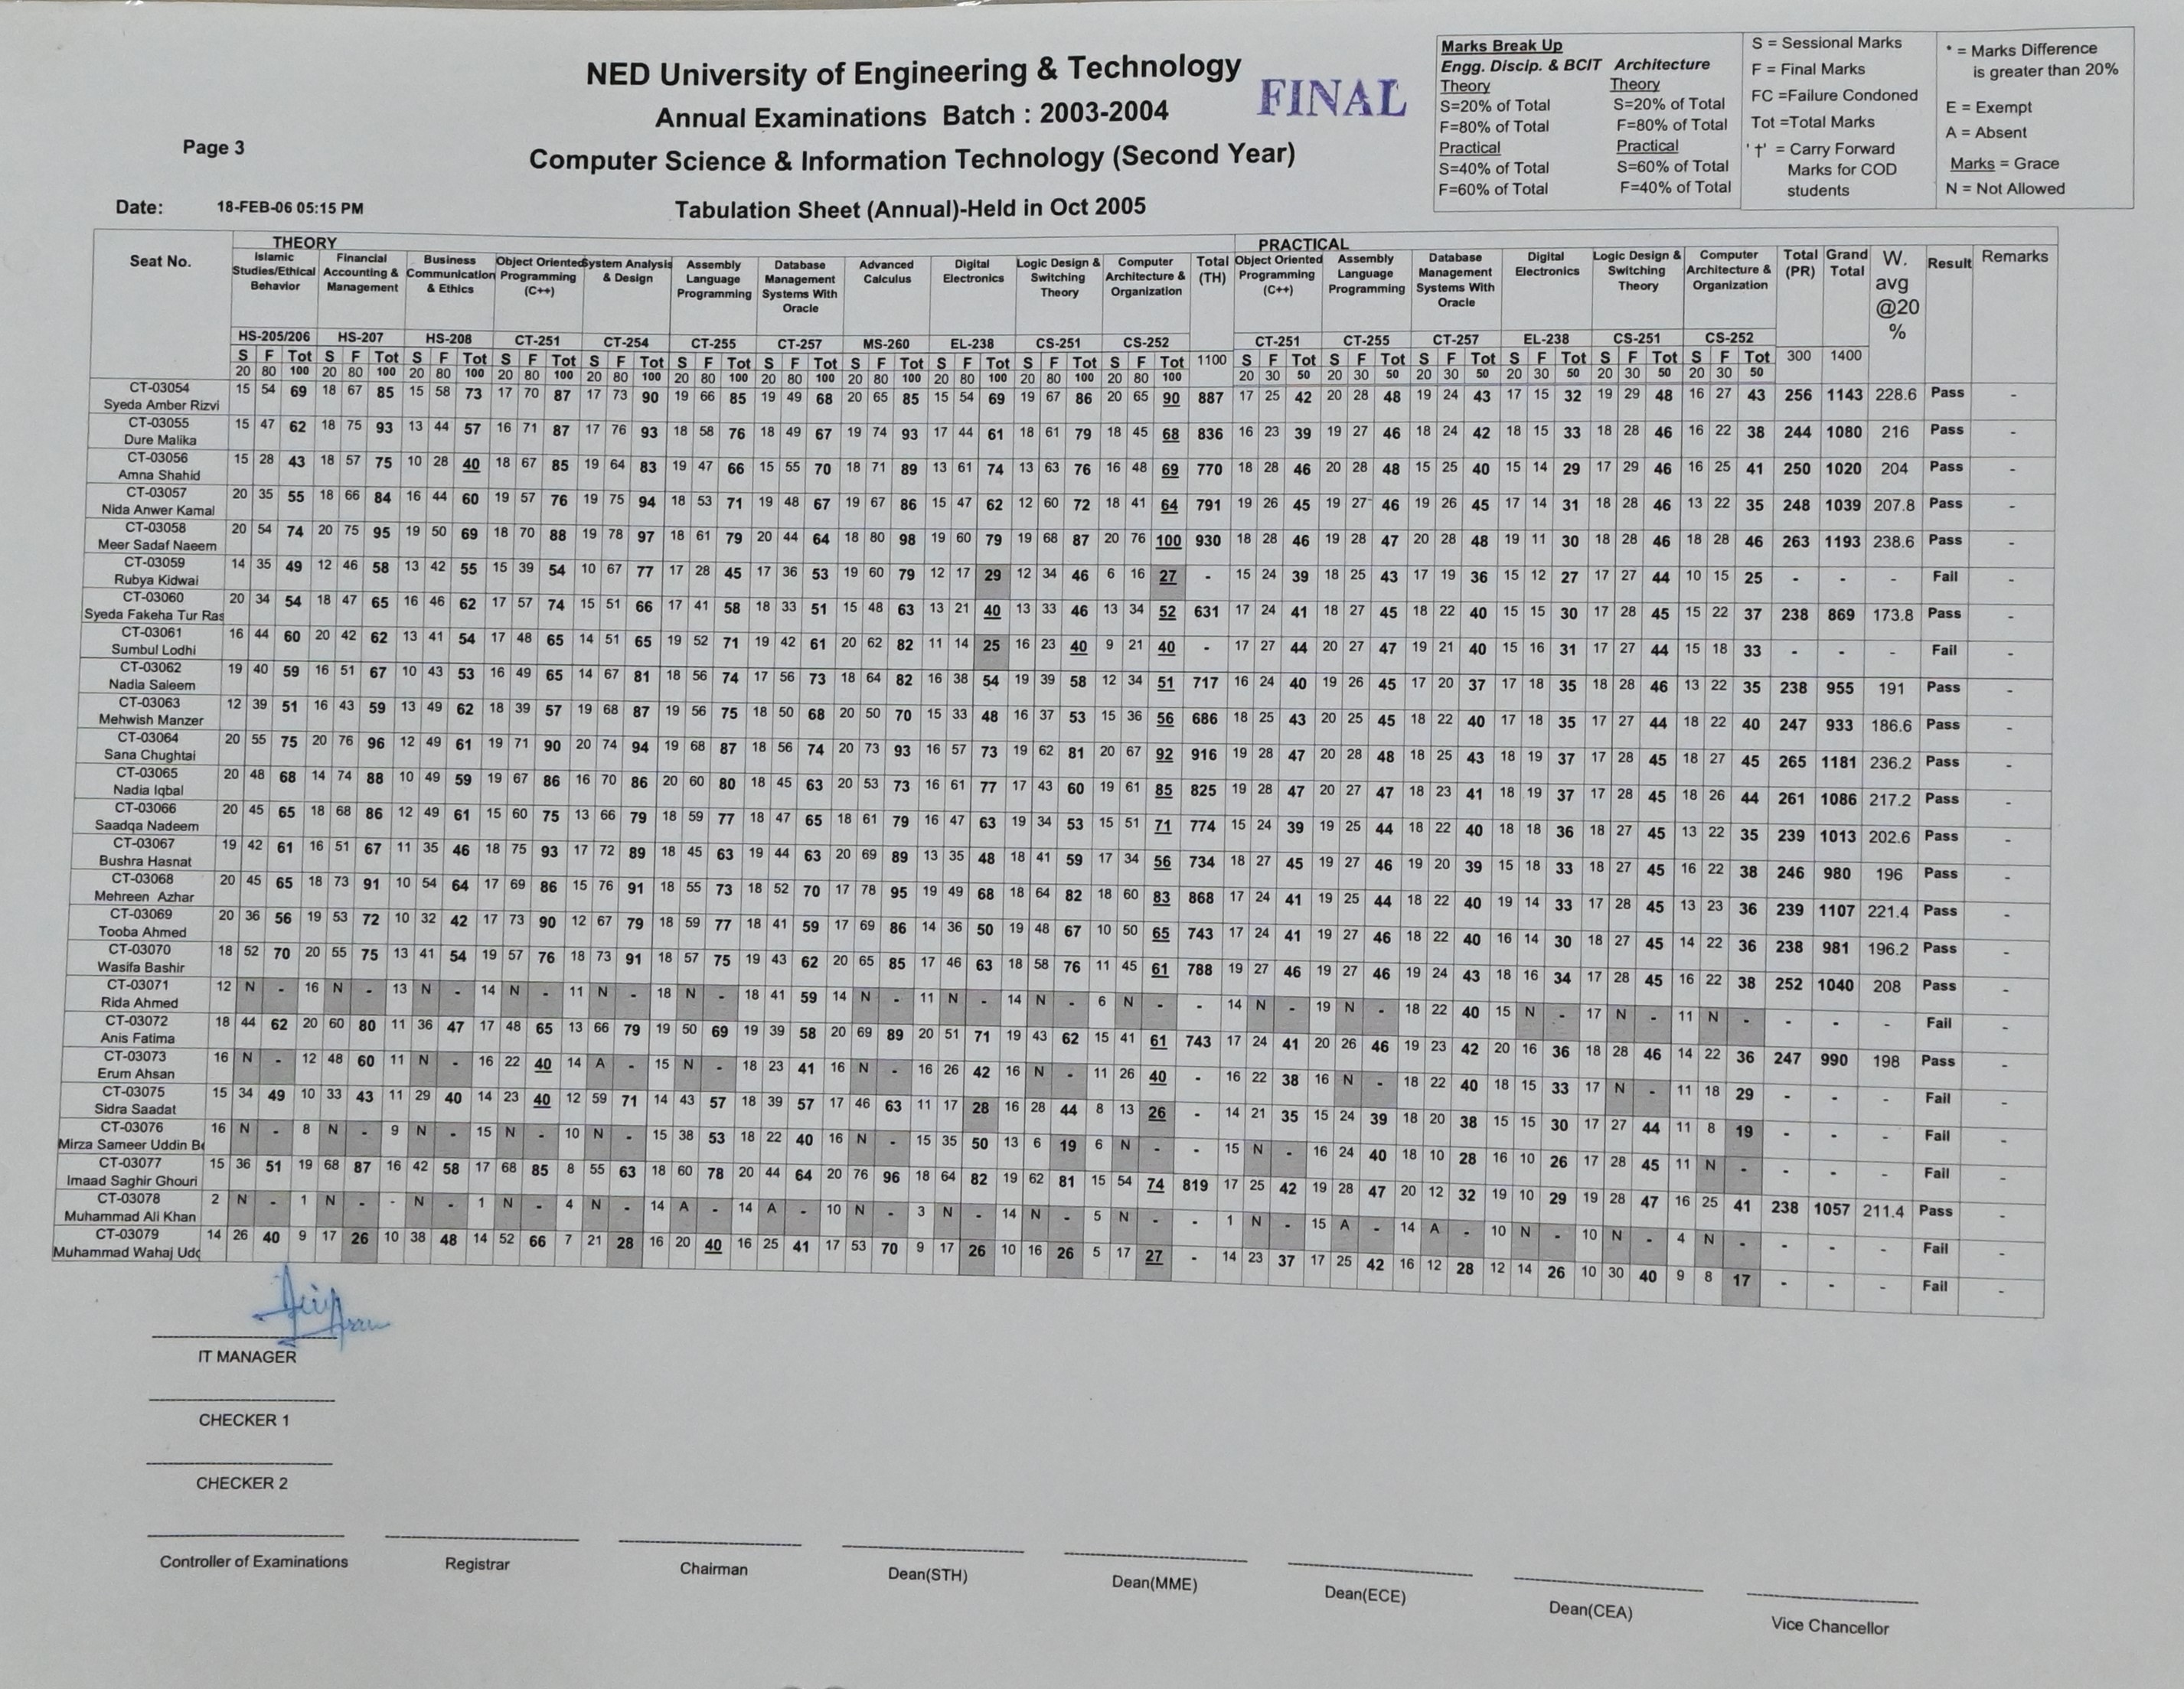 NED University of Engineering & Technology
FINAL
Annual Examinations Batch : 2003-2004
Page 3
Computer Science & Information Technology (Second Year)
Date: 18-FEB-06 05:15 PM
Tabulation Sheet (Annual)-Held in Oct 2005
Marks Break Up
Engg. Discip. & BCIT Architecture
Theory Theory
S=20% of Total S=20% of Total
F=80% of Total F=80% of Total
Practical Practical
S=40% of Total S=60% of Total
F=60% of Total F=40% of Total
S = Sessional Marks
F = Final Marks
FC =Failure Condoned
Tot =Total Marks
'†' = Carry Forward
Marks for COD
students
* = Marks Difference
is greater than 20%
E = Exempt
A = Absent
Marks = Grace
N = Not Allowed
THEORY PRACTICAL
Seat No. Islamic Studies/Ethical Behavior Financial Accounting & Management Business Communication & Ethics Object Oriented Programming (C++) System Analysis & Design Assembly Language Programming Database Management Systems With Oracle Advanced Calculus Digital Electronics Logic Design & Switching Theory Computer Architecture & Organization Total (TH) Object Oriented Programming (C++) Assembly Language Programming Database Management Systems With Oracle Digital Electronics Logic Design & Switching Theory Computer Architecture & Organization Total (PR) Grand Total W. avg @20 % Result Remarks
HS-205/206 HS-207 HS-208 CT-251 CT-254 CT-255 CT-257 MS-260 EL-238 CS-251 CS-252 CT-251 CT-255 CT-257 EL-238 CS-251 CS-252
S F Tot S F Tot S F Tot S F Tot S F Tot S F Tot S F Tot S F Tot S F Tot S F Tot S F Tot 1100 S F Tot S F Tot S F Tot S F Tot S F Tot S F Tot 300 1400
20 80 100 20 80 100 20 80 100 20 80 100 20 80 100 20 80 100 20 80 100 20 80 100 20 80 100 20 80 100 20 80 100 20 30 50 20 30 50 20 30 50 20 30 50 20 30 50 20 30 50
CT-03054
Syeda Amber Rizvi
15 54 69 18 67 85 15 58 73 17 70 87 17 73 90 19 66 85 19 49 68 20 65 85 15 54 69 19 67 86 20 65 90 887 17 25 42 20 28 48 19 24 43 17 15 32 19 29 48 16 27 43 256 1143 228.6 Pass -
CT-03055
Dure Malika
15 47 62 18 75 93 13 44 57 16 71 87 17 76 93 18 58 76 18 49 67 19 74 93 17 44 61 18 61 79 18 45 68 836 16 23 39 19 27 46 18 24 42 18 15 33 18 28 46 16 22 38 244 1080 216 Pass -
CT-03056
Amna Shahid
15 28 43 18 57 75 10 28 40 18 67 85 19 64 83 19 47 66 15 55 70 18 71 89 13 61 74 13 63 76 16 48 69 770 18 28 46 20 28 48 15 25 40 15 14 29 17 29 46 16 25 41 250 1020 204 Pass -
CT-03057
Nida Anwer Kamal
20 35 55 18 66 84 16 44 60 19 57 76 19 75 94 18 53 71 19 48 67 19 67 86 15 47 62 12 60 72 18 41 64 791 19 26 45 19 27 46 19 26 45 17 14 31 18 28 46 13 22 35 248 1039 207.8 Pass -
CT-03058
Meer Sadaf Naeem
20 54 74 20 75 95 19 50 69 18 70 88 19 78 97 18 61 79 20 44 64 18 80 98 19 60 79 19 68 87 20 76 100 930 18 28 46 19 28 47 20 28 48 19 11 30 18 28 46 18 28 46 263 1193 238.6 Pass -
CT-03059
Rubya Kidwai
14 35 49 12 46 58 13 42 55 15 39 54 10 67 77 17 28 45 17 36 53 19 60 79 12 17 29 12 34 46 6 16 27 - 15 24 39 18 25 43 17 19 36 15 12 27 17 27 44 10 15 25 - - - Fail -
CT-03060
Syeda Fakeha Tur Ras
20 34 54 18 47 65 16 46 62 17 57 74 15 51 66 17 41 58 18 33 51 15 48 63 13 21 40 13 33 46 13 34 52 631 17 24 41 18 27 45 18 22 40 15 15 30 17 28 45 15 22 37 238 869 173.8 Pass -
CT-03061
Sumbul Lodhi
16 44 60 20 42 62 13 41 54 17 48 65 14 51 65 19 52 71 19 42 61 20 62 82 11 14 25 16 23 40 9 21 40 - 17 27 44 20 27 47 19 21 40 15 16 31 17 27 44 15 18 33 - - - Fail -
CT-03062
Nadia Saleem
19 40 59 16 51 67 10 43 53 16 49 65 14 67 81 18 56 74 17 56 73 18 64 82 16 38 54 19 39 58 12 34 51 717 16 24 40 19 26 45 17 20 37 17 18 35 18 28 46 13 22 35 238 955 191 Pass -
CT-03063
Mehwish Manzer
12 39 51 16 43 59 13 49 62 18 39 57 19 68 87 19 56 75 18 50 68 20 50 70 15 33 48 16 37 53 15 36 56 686 18 25 43 20 25 45 18 22 40 17 18 35 17 27 44 18 22 40 247 933 186.6 Pass -
CT-03064
Sana Chughtai
20 55 75 20 76 96 12 49 61 19 71 90 20 74 94 19 68 87 18 56 74 20 73 93 16 57 73 19 62 81 20 67 92 916 19 28 47 20 28 48 18 25 43 18 19 37 17 28 45 18 27 45 265 1181 236.2 Pass -
CT-03065
Nadia Iqbal
20 48 68 14 74 88 10 49 59 19 67 86 16 70 86 20 60 80 18 45 63 20 53 73 16 61 77 17 43 60 19 61 85 825 19 28 47 20 27 47 18 23 41 18 19 37 17 28 45 18 26 44 261 1086 217.2 Pass -
CT-03066
Saadqa Nadeem
20 45 65 18 68 86 12 49 61 15 60 75 13 66 79 18 59 77 18 47 65 18 61 79 16 47 63 19 34 53 15 51 71 774 15 24 39 19 25 44 18 22 40 18 18 36 18 27 45 13 22 35 239 1013 202.6 Pass -
CT-03067
Bushra Hasnat
19 42 61 16 51 67 11 35 46 18 75 93 17 72 89 18 45 63 19 44 63 20 69 89 13 35 48 18 41 59 17 34 56 734 18 27 45 19 27 46 19 20 39 15 18 33 18 27 45 16 22 38 246 980 196 Pass -
CT-03068
Mehreen Azhar
20 45 65 18 73 91 10 54 64 17 69 86 15 76 91 18 55 73 18 52 70 17 78 95 19 49 68 18 64 82 18 60 83 868 17 24 41 19 25 44 18 22 40 19 14 33 17 28 45 13 23 36 239 1107 221.4 Pass -
CT-03069
Tooba Ahmed
20 36 56 19 53 72 10 32 42 17 73 90 12 67 79 18 59 77 18 41 59 17 69 86 14 36 50 19 48 67 10 50 65 743 17 24 41 19 27 46 18 22 40 16 14 30 18 27 45 14 22 36 238 981 196.2 Pass -
CT-03070
Wasifa Bashir
18 52 70 20 55 75 13 41 54 19 57 76 18 73 91 18 57 75 19 43 62 20 65 85 17 46 63 18 58 76 11 45 61 788 19 27 46 19 27 46 19 24 43 18 16 34 17 28 45 16 22 38 252 1040 208 Pass -
CT-03071
Rida Ahmed
12 N - 16 N - 13 N - 14 N - 11 N - 18 N - 18 41 59 14 N - 11 N - 14 N - 6 N - - 14 N - 19 N - 18 22 40 15 N - 17 N - 11 N - - - - Fail -
CT-03072
Anis Fatima
18 44 62 20 60 80 11 36 47 17 48 65 13 66 79 19 50 69 19 39 58 20 69 89 20 51 71 19 43 62 15 41 61 743 17 24 41 20 26 46 19 23 42 20 16 36 18 28 46 14 22 36 247 990 198 Pass -
CT-03073
Erum Ahsan
16 N - 12 48 60 11 N - 16 22 40 14 A - 15 N - 18 23 41 16 N - 16 26 42 16 N - 11 26 40 - 16 22 38 16 N - 18 22 40 18 15 33 17 N - 11 18 29 - - - Fail -
CT-03075
Sidra Saadat
15 34 49 10 33 43 11 29 40 14 23 40 12 59 71 14 43 57 18 39 57 17 46 63 11 17 28 16 28 44 8 13 26 - 14 21 35 15 24 39 18 20 38 15 15 30 17 27 44 11 8 19 - - - Fail -
CT-03076
Mirza Sameer Uddin Be
16 N - 8 N - 9 N - 15 N - 10 N - 15 38 53 18 22 40 16 N - 15 35 50 13 6 19 6 N - - 15 N - 16 24 40 18 10 28 16 10 26 17 28 45 11 N - - - - Fail -
CT-03077
Imaad Saghir Ghouri
15 36 51 19 68 87 16 42 58 17 68 85 8 55 63 18 60 78 20 44 64 20 76 96 18 64 82 19 62 81 15 54 74 819 17 25 42 19 28 47 20 12 32 19 10 29 19 28 47 16 25 41 238 1057 211.4 Pass -
CT-03078
Muhammad Ali Khan
2 N - 1 N - - N - 1 N - 4 N - 14 A - 14 A - 10 N - 3 N - 14 N - 5 N - - 1 N - 15 A - 14 A - 10 N - 10 N - 4 N - - - - Fail -
CT-03079
Muhammad Wahaj Udd
14 26 40 9 17 26 10 38 48 14 52 66 7 21 28 16 20 40 16 25 41 17 53 70 9 17 26 10 16 26 5 17 27 - 14 23 37 17 25 42 16 12 28 12 14 26 10 30 40 9 8 17 - - - Fail -
IT MANAGER
CHECKER 1
CHECKER 2
Controller of Examinations Registrar Chairman Dean(STH) Dean(MME) Dean(ECE) Dean(CEA) Vice Chancellor